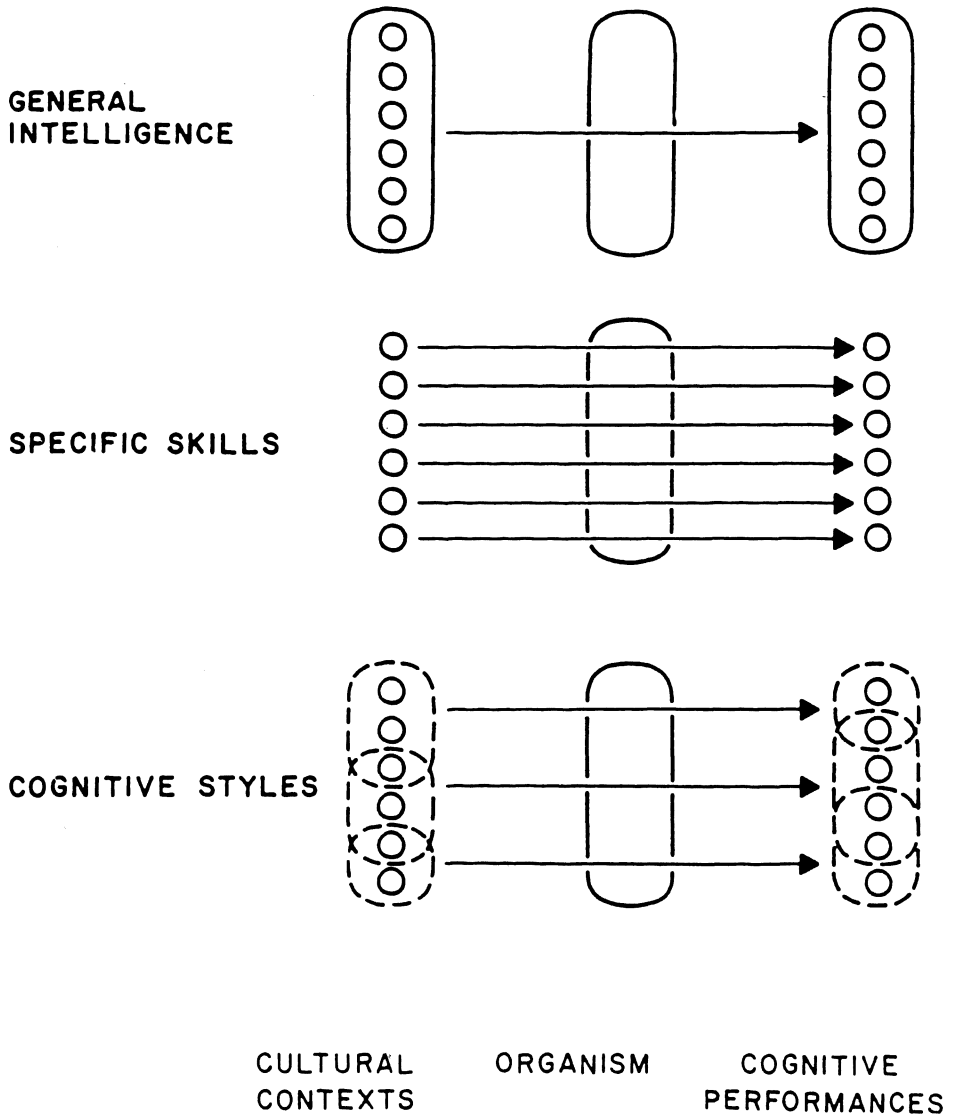 GENERAL
INTELLIGENCE
SPECIFIC SKILLS
COGNITIVE STYLES
CULTURAL
CONTEXTS
ORGANISM
COGNITIVE
PERFORMANCES